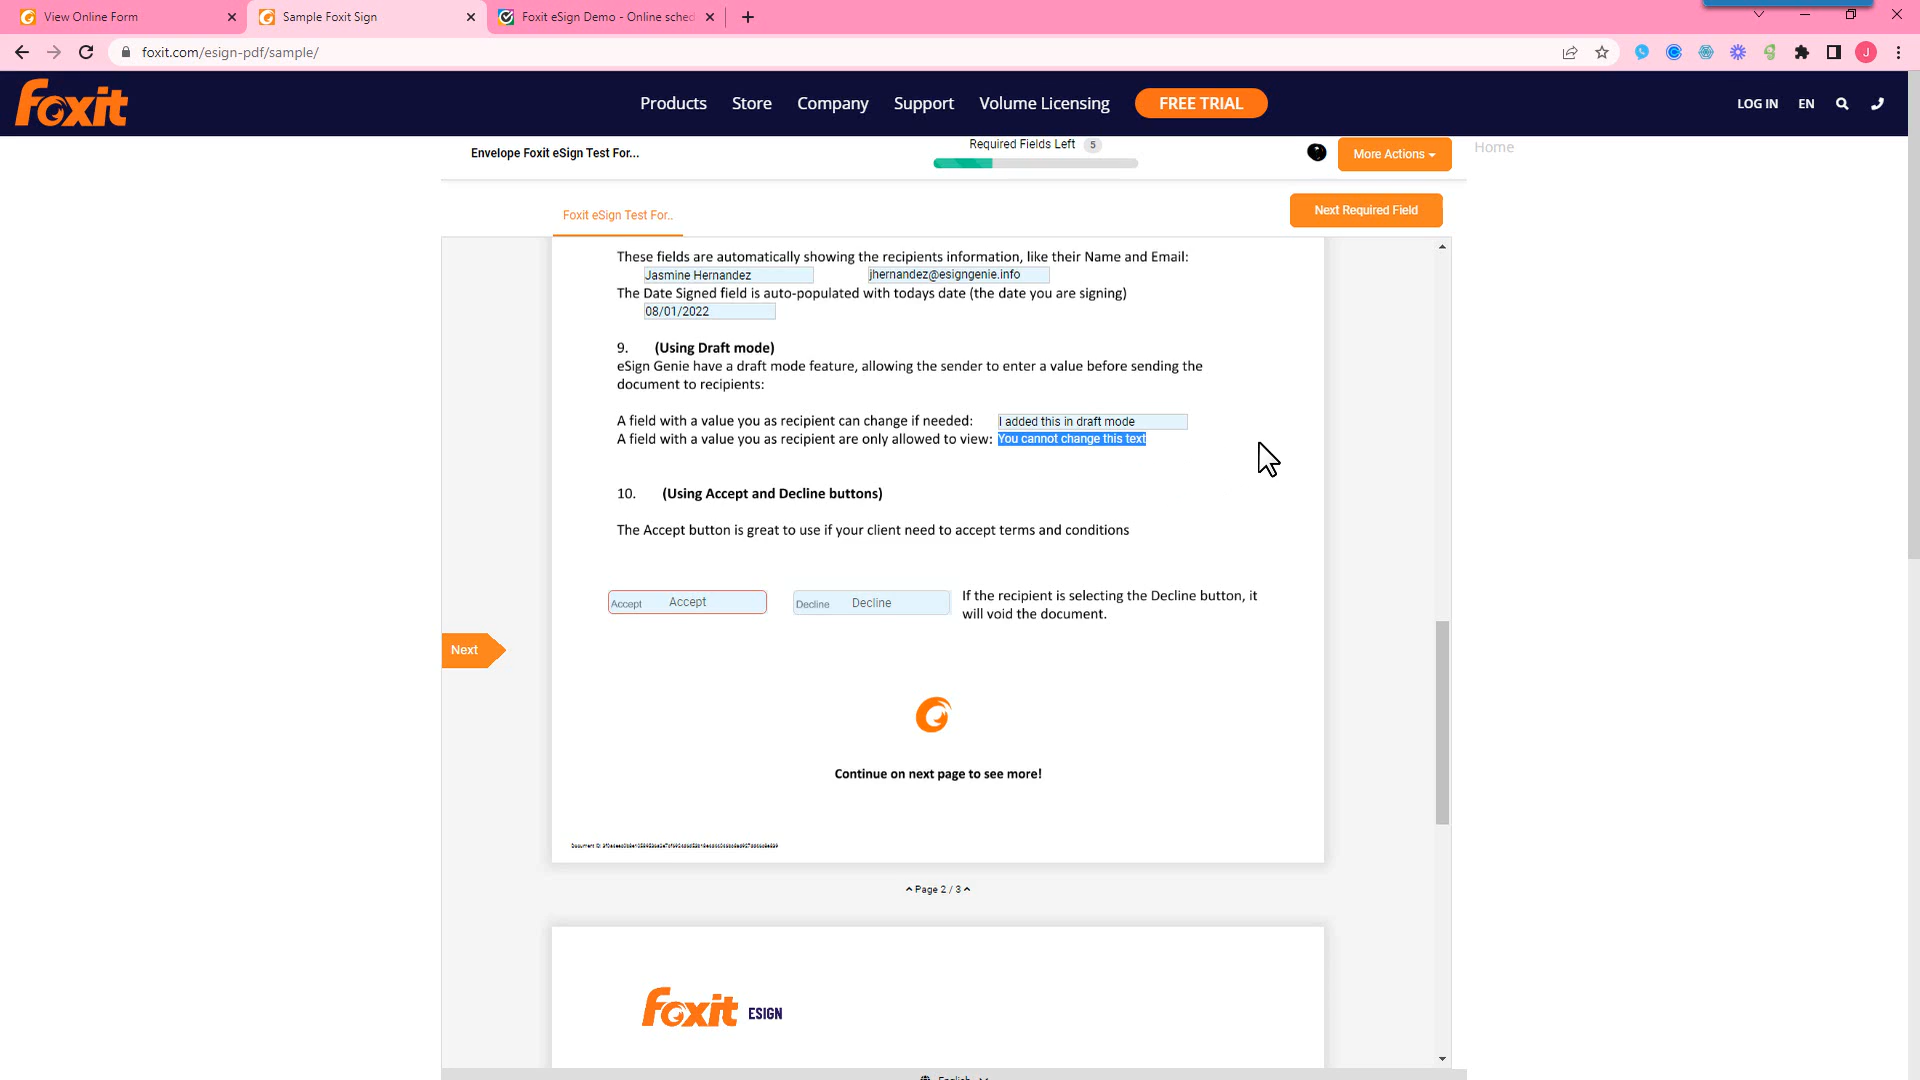 View Online Form
Sample Foxit Sign
Foxit eSign Demo - Online sched
foxit.com/esign-pdf/sample/
J
Foxit
Products
Store
Company
Support
Volume Licensing
FREE TRIAL
LOG IN
EN
Envelope Foxit eSign Test For...
Required Fields Left 5
More Actions
Home
Foxit eSign Test For..
Next Required Field
These fields are automatically showing the recipients information, like their Name and Email:
Jasmine Hernandez
jhernandez@esigngenie.info
The Date Signed field is auto-populated with todays date (the date you are signing)
08/01/2022
9. (Using Draft mode)
eSign Genie have a draft mode feature, allowing the sender to enter a value before sending the
document to recipients:
A field with a value you as recipient can change if needed: I added this in draft mode
A field with a value you as recipient are only allowed to view: You cannot change this text
10. (Using Accept and Decline buttons)
The Accept button is great to use if your client need to accept terms and conditions
Accept Accept
Decline Decline
If the recipient is selecting the Decline button, it
will void the document.
Next
Continue on next page to see more!
Document ID:
Page 2 / 3
Foxit ESIGN
English